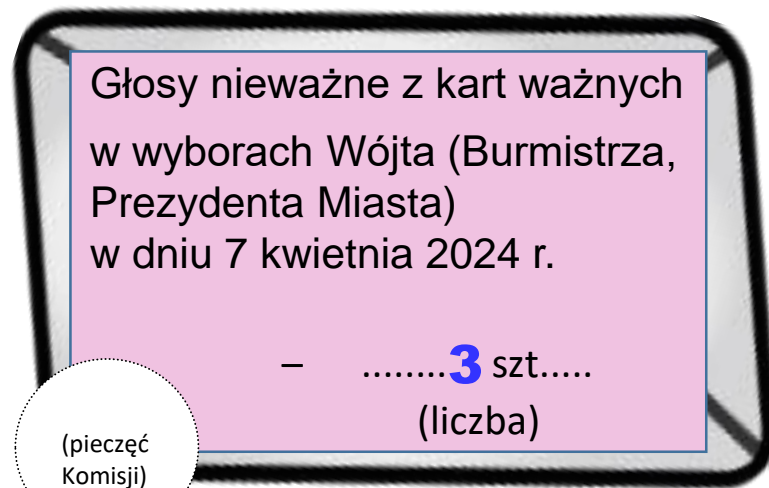 Głosy nieważne z kart ważnych
w wyborach Wójta (Burmistrza,
Prezydenta Miasta)
w dniu 7 kwietnia 2024 r.
– ........3 szt.....
(liczba)
(pieczęć
Komisji)